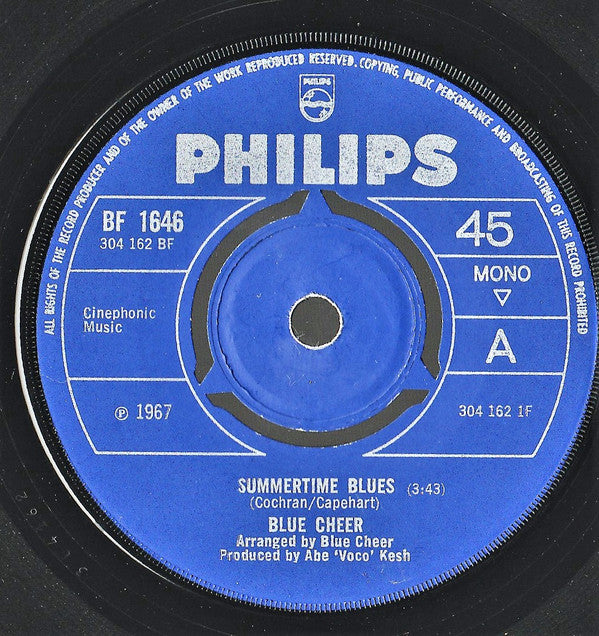 ALL RIGHTS OF THE RECORD PRODUCER AND OF THE OWNER OF THE WORK REPRODUCED RESERVED. COPYING, PUBLIC PERFORMANCE AND BROADCASTING OF THIS RECORD PROHIBITED
PHILIPS
PHILIPS
BF 1646
304 162 BF
45
MONO
Cinephonic
Music
A
℗ 1967
304 162 1F
SUMMERTIME BLUES (3:43)
(Cochran/Capehart)
BLUE CHEER
Arranged by Blue Cheer
Produced by Abe 'Voco' Kesh